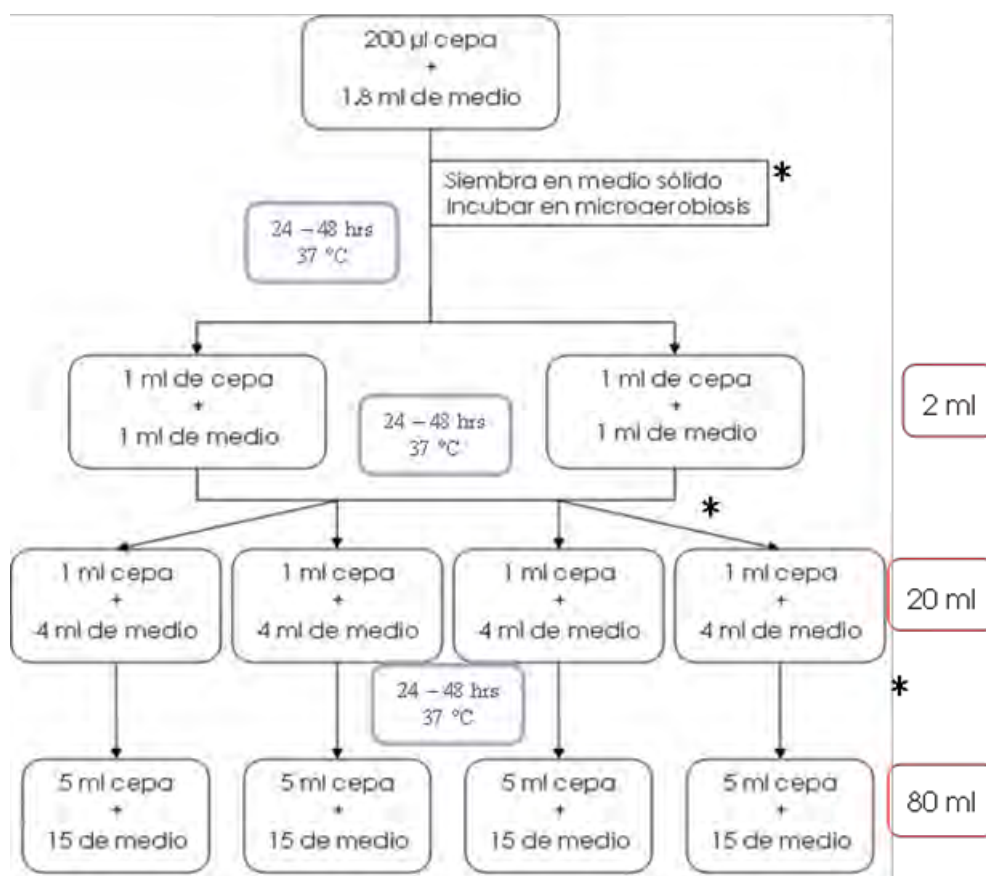 200 µl cepa
+
1.8 ml de medio
Siembra en medio sólido
Incubar en microaerobiosis
*
24 – 48 hrs
37 °C
1 ml de cepa
+
1 ml de medio
1 ml de cepa
+
1 ml de medio
2 ml
24 – 48 hrs
37 °C
*
1 ml cepa
+
4 ml de medio
1 ml cepa
+
4 ml de medio
1 ml cepa
+
4 ml de medio
1 ml cepa
+
4 ml de medio
20 ml
24 – 48 hrs
37 °C
*
5 ml cepa
+
15 de medio
5 ml cepa
+
15 de medio
5 ml cepa
+
15 de medio
5 ml cepa
+
15 de medio
80 ml